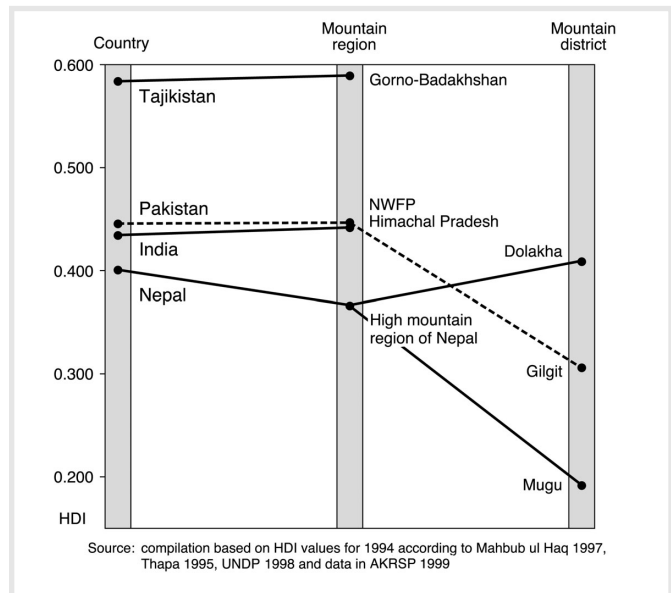 Country
Mountain
region
Mountain
district
0.600
0.500
0.400
0.300
0.200
HDI
Tajikistan
Gorno-Badakhshan
Pakistan
NWFP
Himachal Pradesh
India
Nepal
High mountain
region of Nepal
Dolakha
Gilgit
Mugu
Source: compilation based on HDI values for 1994 according to Mahbub ul Haq 1997,
Thapa 1995, UNDP 1998 and data in AKRSP 1999